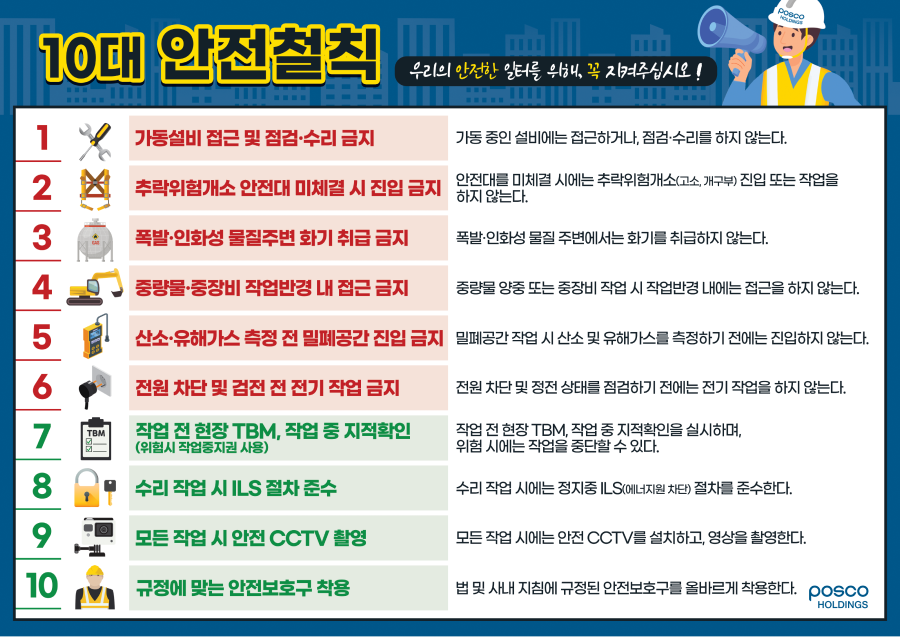 10대 안전철칙
우리의 안전한 일터를 위해, 꼭 지켜주십시오!
posco
HOLDINGS
1
가동설비 접근 및 점검·수리 금지
가동 중인 설비에는 접근하거나, 점검·수리를 하지 않는다.
2
추락위험개소 안전대 미체결 시 진입 금지
안전대를 미체결 시에는 추락위험개소(고소, 개구부) 진입 또는 작업을
하지 않는다.
3
GAS
폭발·인화성 물질주변 화기 취급 금지
폭발·인화성 물질 주변에서는 화기를 취급하지 않는다.
4
중량물·중장비 작업반경 내 접근 금지
중량물 양중 또는 중장비 작업 시 작업반경 내에는 접근을 하지 않는다.
5
산소·유해가스 측정 전 밀폐공간 진입 금지
밀폐공간 작업 시 산소 및 유해가스를 측정하기 전에는 진입하지 않는다.
6
전원 차단 및 검전 전 전기 작업 금지
전원 차단 및 정전 상태를 점검하기 전에는 전기 작업을 하지 않는다.
7
TBM
작업 전 현장 TBM, 작업 중 지적확인
(위험시 작업중지권 사용)
작업 전 현장 TBM, 작업 중 지적확인을 실시하며,
위험 시에는 작업을 중단할 수 있다.
8
수리 작업 시 ILS 절차 준수
수리 작업 시에는 정지중 ILS(에너지원 차단) 절차를 준수한다.
9
모든 작업 시 안전 CCTV 촬영
모든 작업 시에는 안전 CCTV를 설치하고, 영상을 촬영한다.
10
규정에 맞는 안전보호구 착용
법 및 사내 지침에 규정된 안전보호구를 올바르게 착용한다.
posco
HOLDINGS